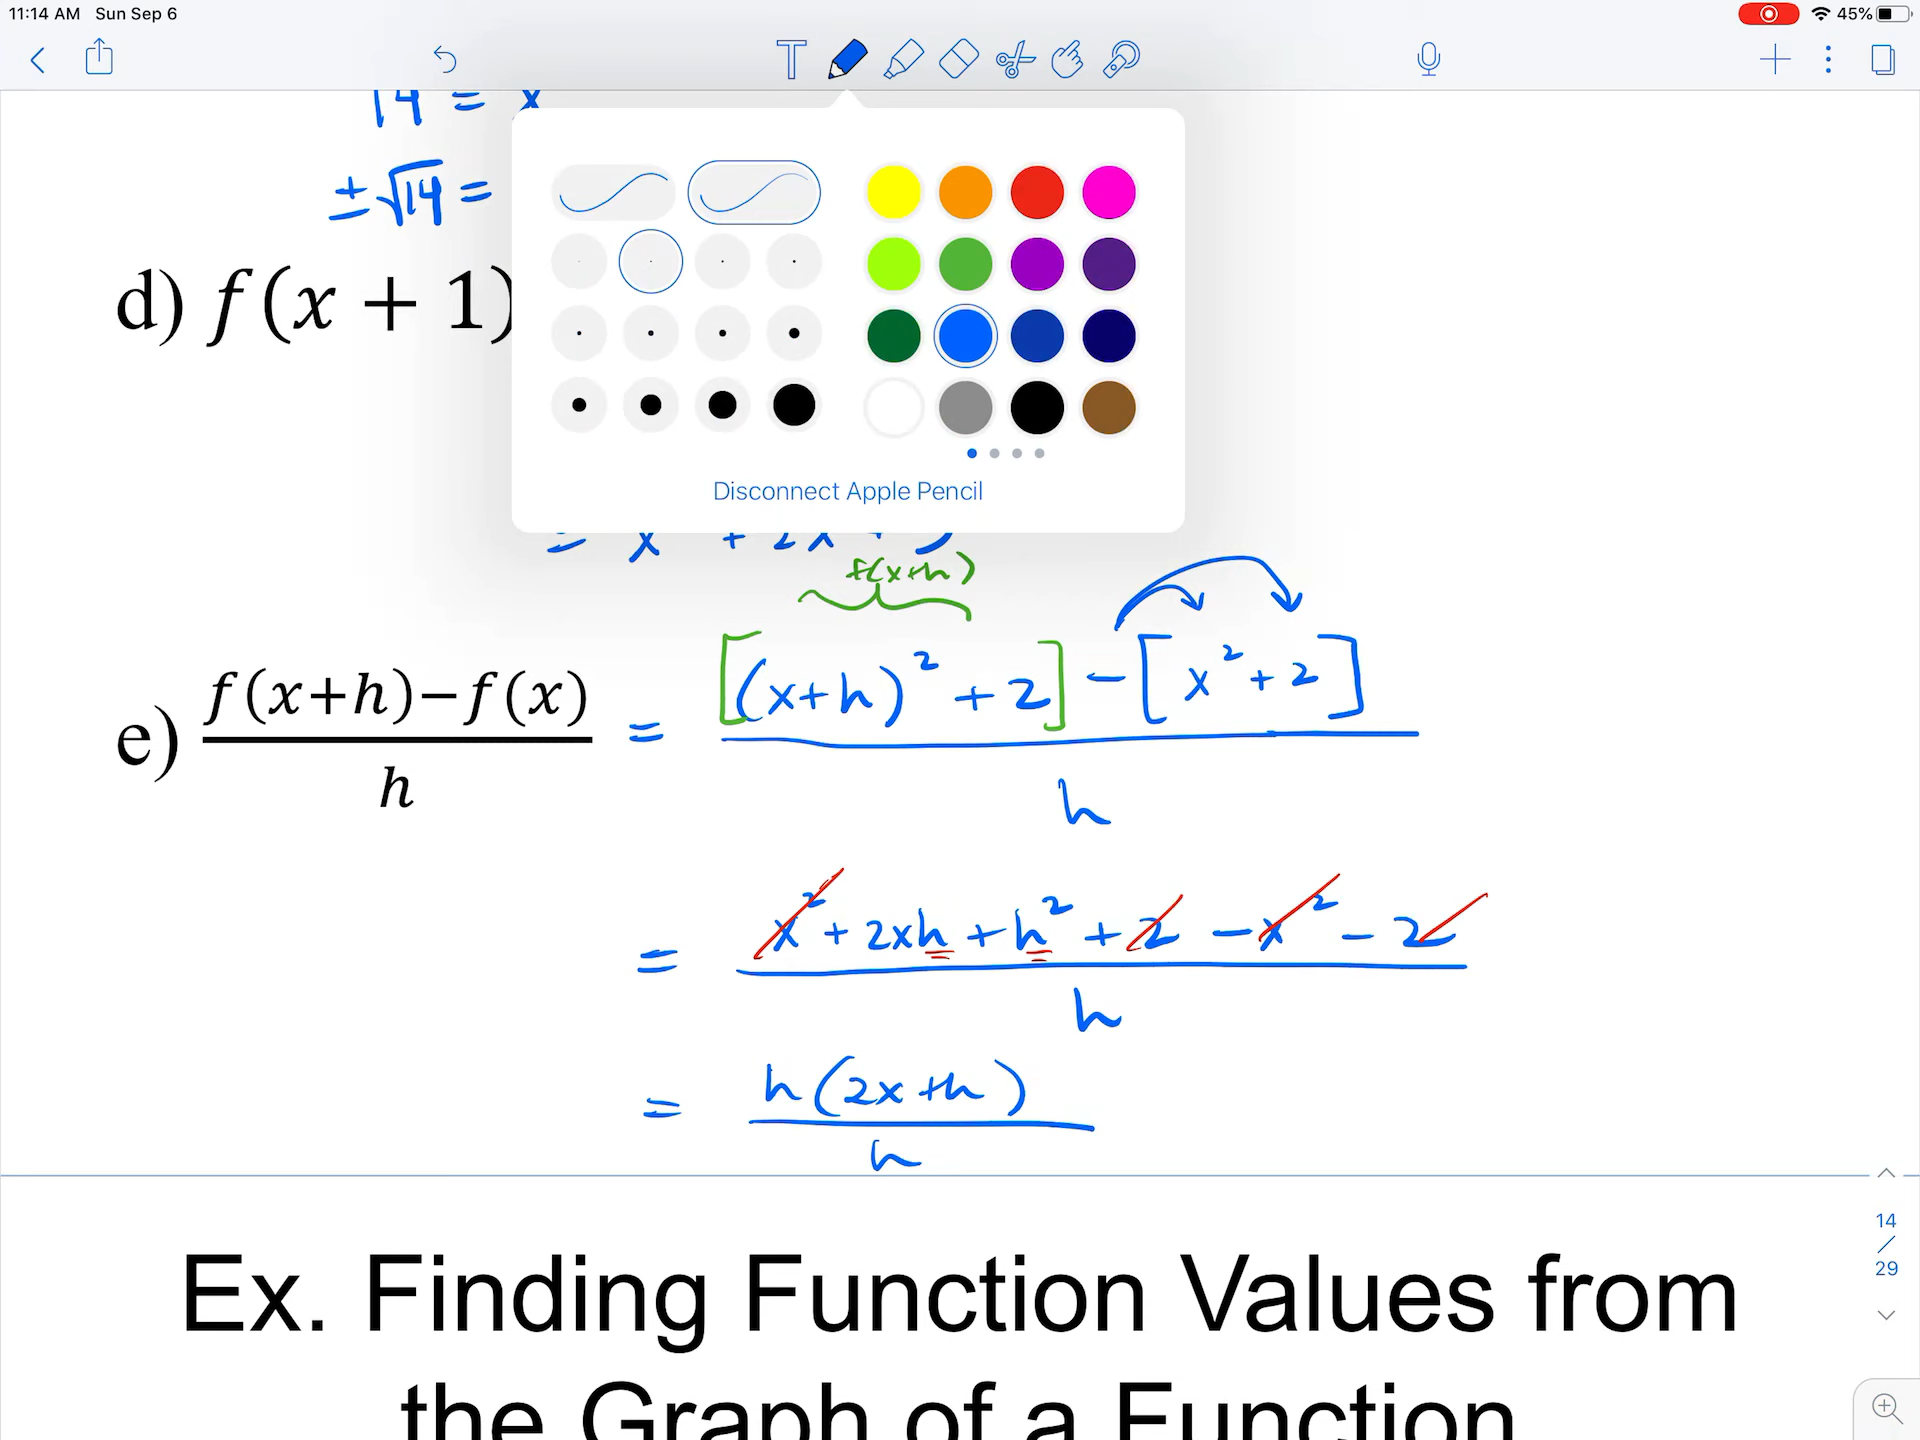 11:14 AM Sun Sep 6
45%
T
14 = x
±√14 =
d) f(x + 1)
Disconnect Apple Pencil
f(x+h)
e) f(x+h)−f(x) / h = [(x+h)² + 2] − [x² + 2] / h
= x² + 2xh + h² + 2 − x² − 2 / h
= h(2x+h) / h
14
/
29
Ex. Finding Function Values from
the Graph of a Function